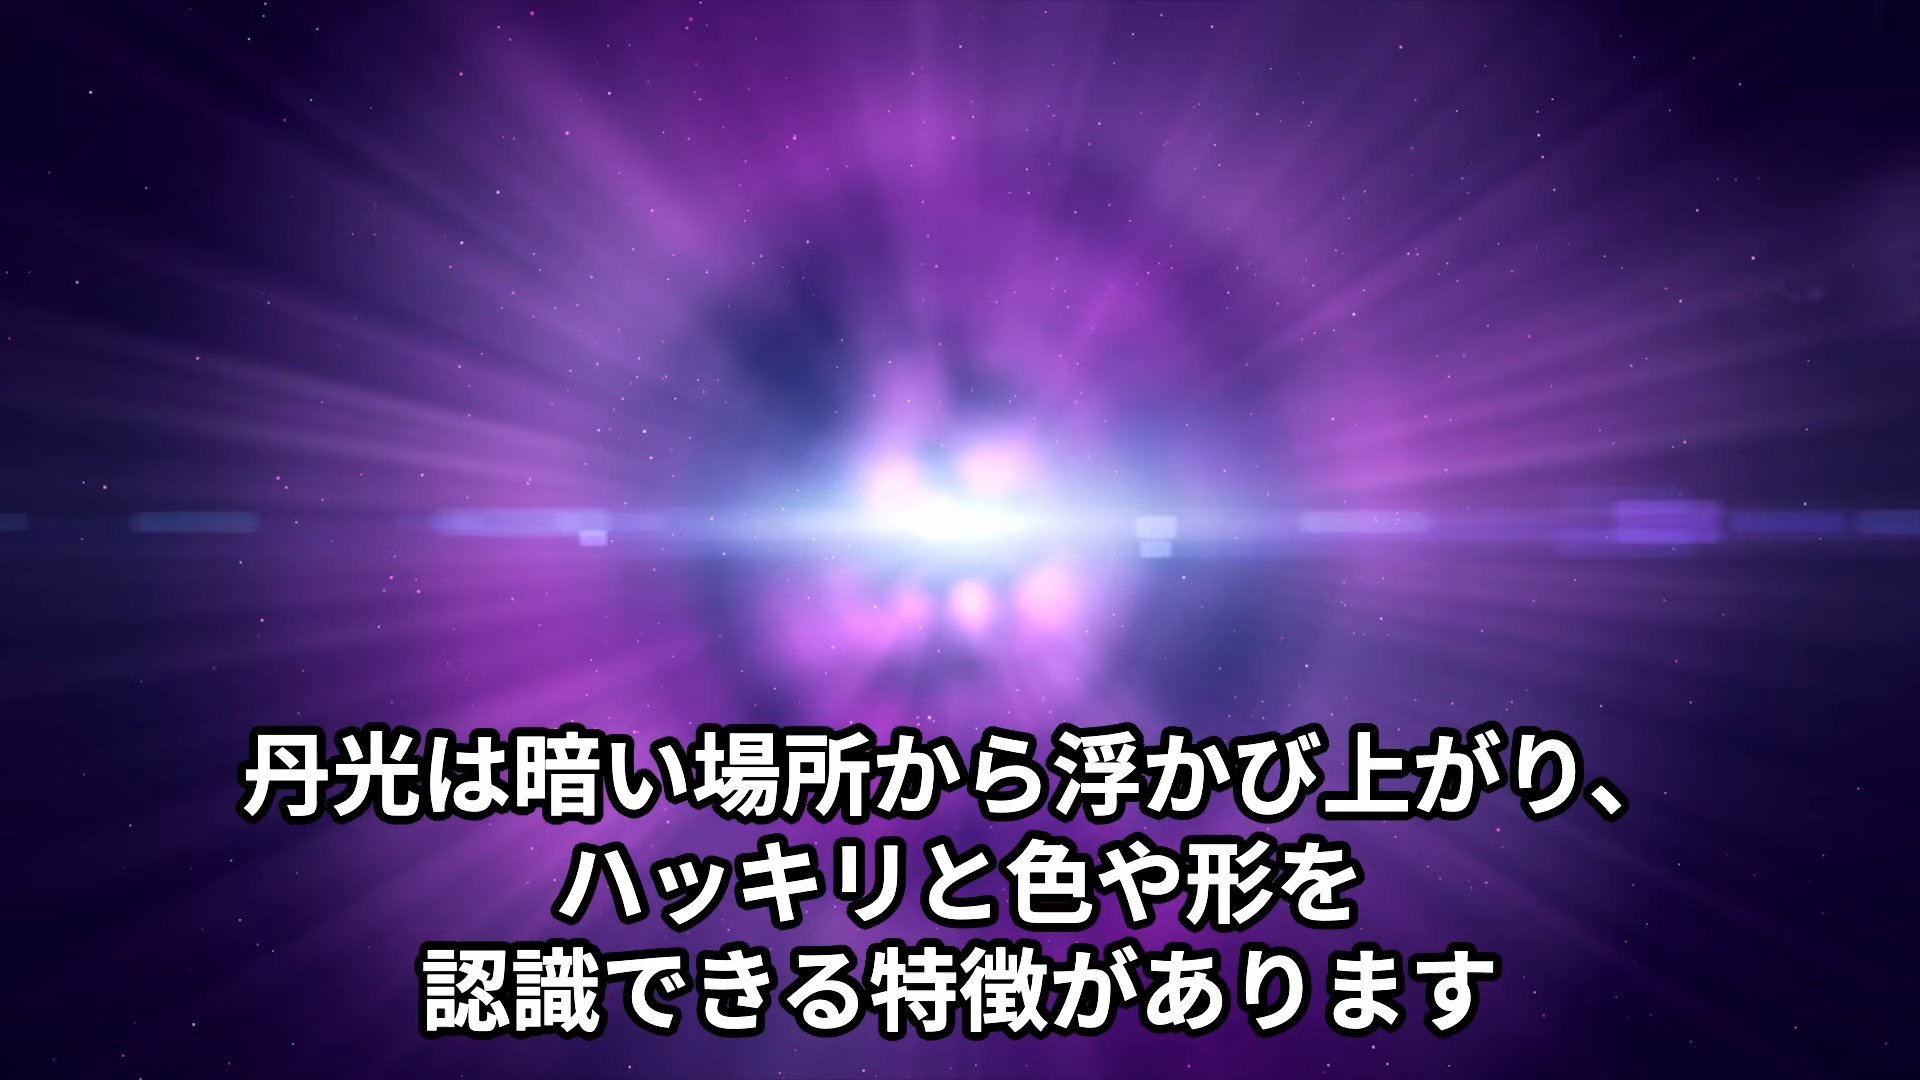 丹光は暗い場所から浮かび上がり、
ハッキリと色や形を
認識できる特徴があります